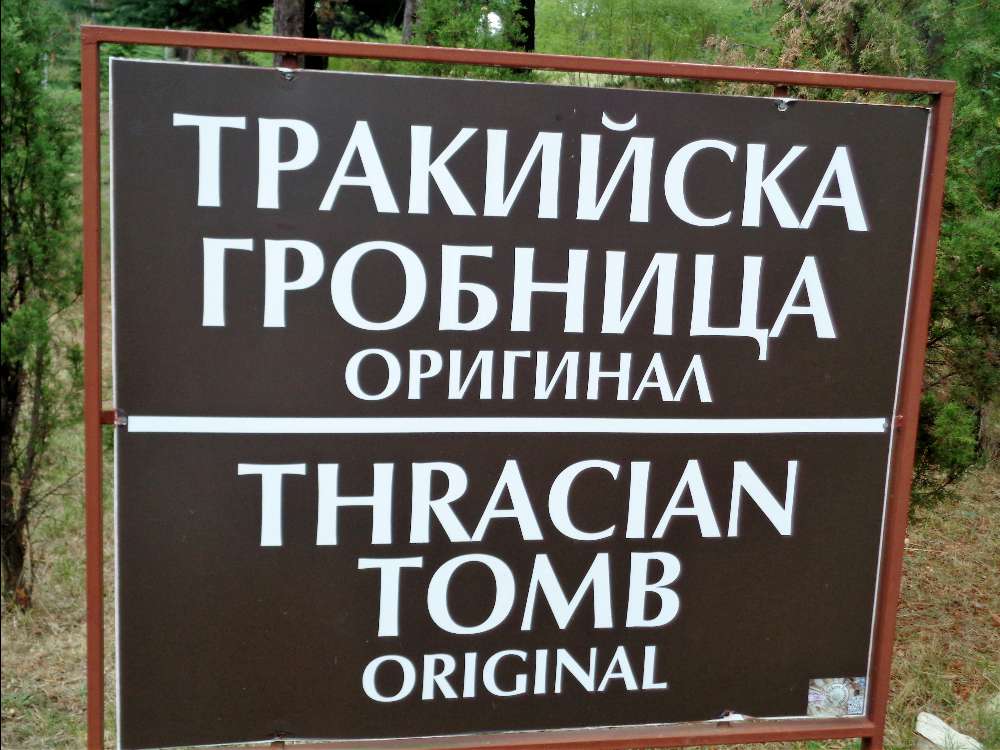 ТРАКИЙСКА
ГРОБНИЦА
ОРИГИНАЛ
THRACIAN
TOMB
ORIGINAL